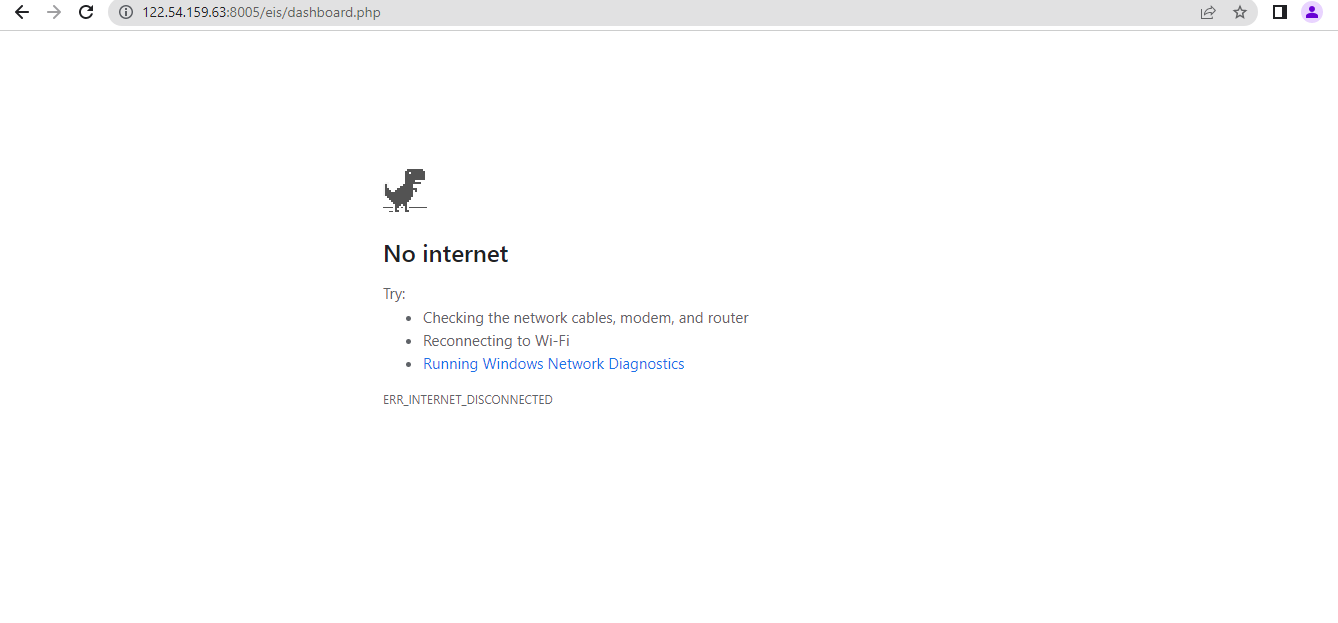 122.54.159.63:8005/eis/dashboard.php
No internet
Try:
• Checking the network cables, modem, and router
• Reconnecting to Wi-Fi
• Running Windows Network Diagnostics
ERR_INTERNET_DISCONNECTED